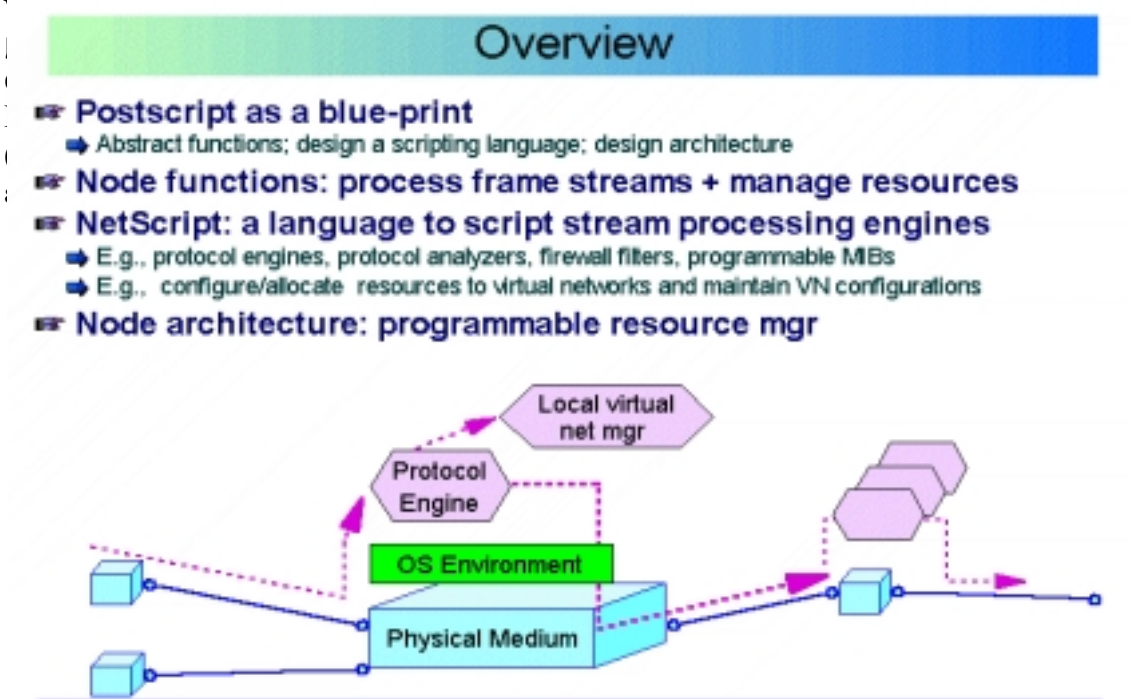 Overview
Postscript as a blue-print
Abstract functions; design a scripting language; design architecture
Node functions: process frame streams + manage resources
NetScript: a language to script stream processing engines
E.g., protocol engines, protocol analyzers, firewall filters, programmable MIBs
E.g., configure/allocate resources to virtual networks and maintain VN configurations
Node architecture: programmable resource mgr
Local virtual
net mgr
Protocol
Engine
OS Environment
Physical Medium